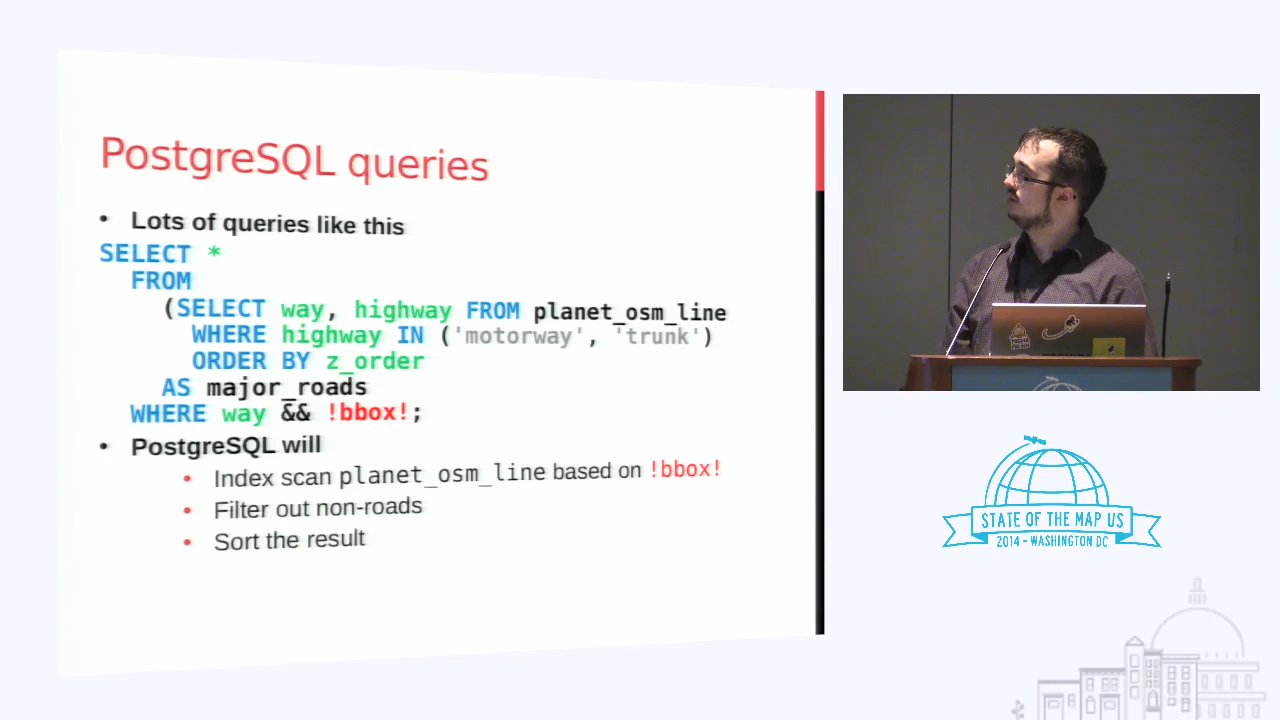 PostgreSQL queries
• Lots of queries like this
SELECT *
FROM
(SELECT way, highway FROM planet_osm_line
WHERE highway IN ('motorway', 'trunk')
ORDER BY z_order
AS major_roads
WHERE way && !bbox!;
• PostgreSQL will
• Index scan planet_osm_line based on !bbox!
• Filter out non-roads
• Sort the result
STATE OF THE MAP US
2014 - WASHINGTON DC